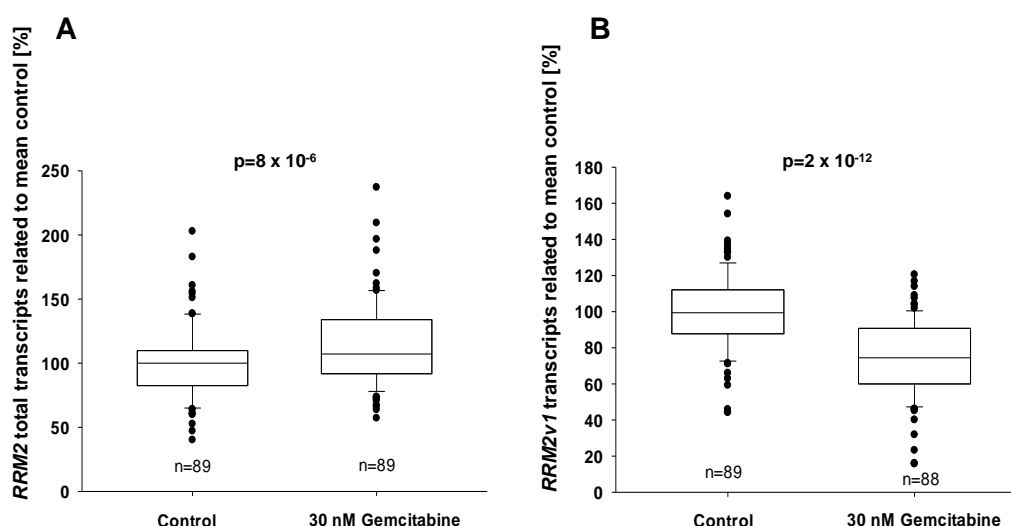 A
RRM2 total transcripts related to mean control [%]
p=8 x 10-6
250
200
150
100
50
0
n=89
n=89
Control
30 nM Gemcitabine
B
RRM2v1 transcripts related to mean control [%]
p=2 x 10-12
180
160
140
120
100
80
60
40
20
0
n=89
n=88
Control
30 nM Gemcitabine